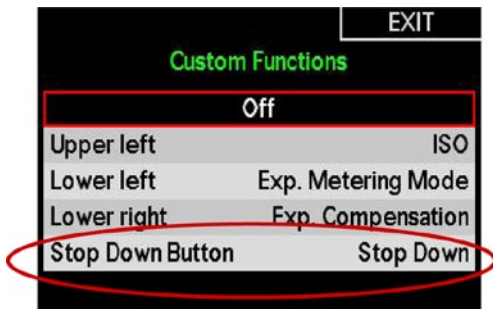 EXIT
Custom Functions
Off
Upper left ISO
Lower left Exp. Metering Mode
Lower right Exp. Compensation
Stop Down Button Stop Down